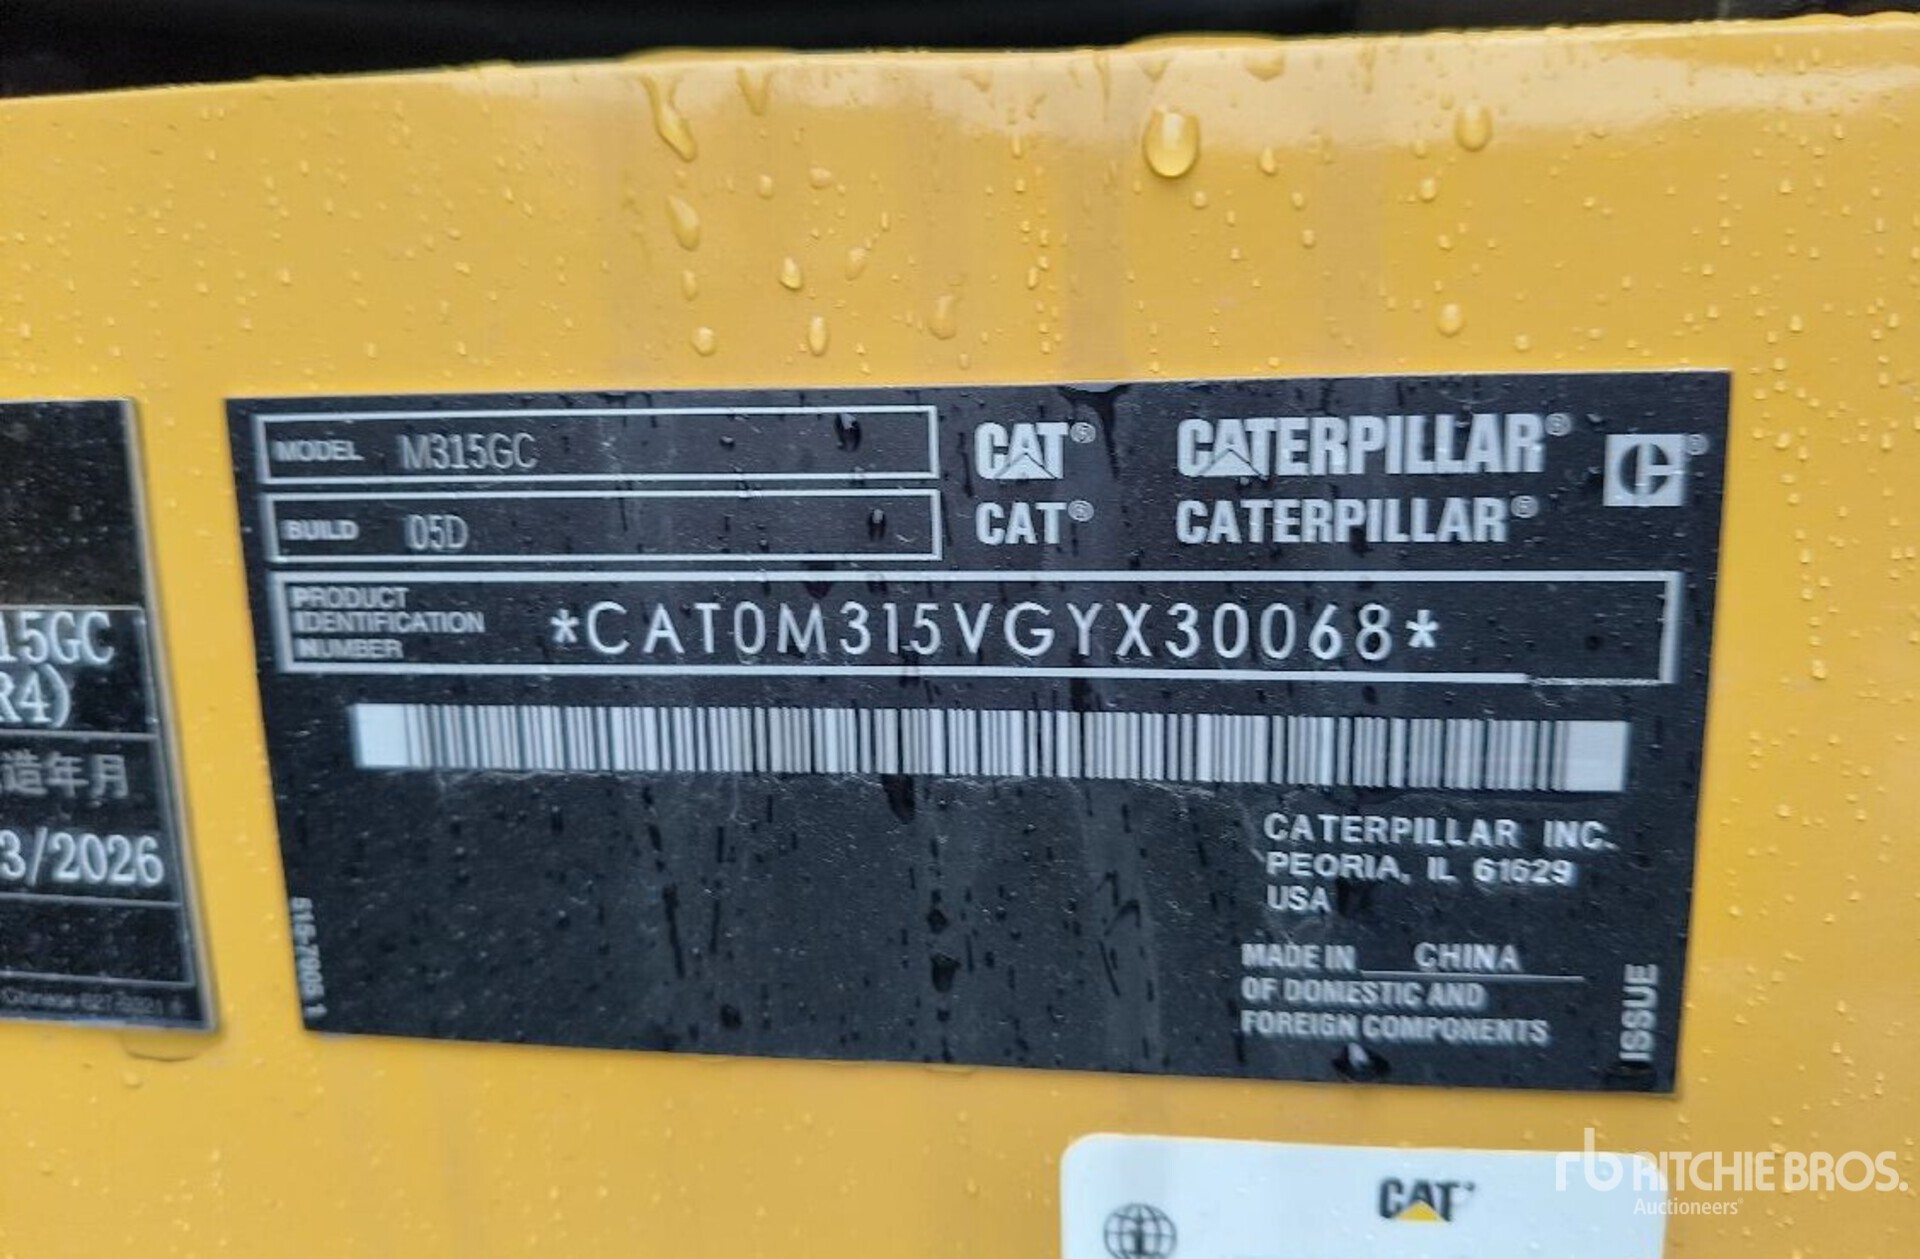 MODEL M315GC
BUILD 05D
CAT® CATERPILLAR®
CAT® CATERPILLAR®
PRODUCT
IDENTIFICATION
NUMBER
*CAT0M315VGYX30068*
CATERPILLAR INC.
PEORIA, IL 61629
USA
MADE IN CHINA
OF DOMESTIC AND
FOREIGN COMPONENTS
ISSUE
15GC
R4)
造年月
3/2026
CAT
rb RITCHIE BROS.
Auctioneers